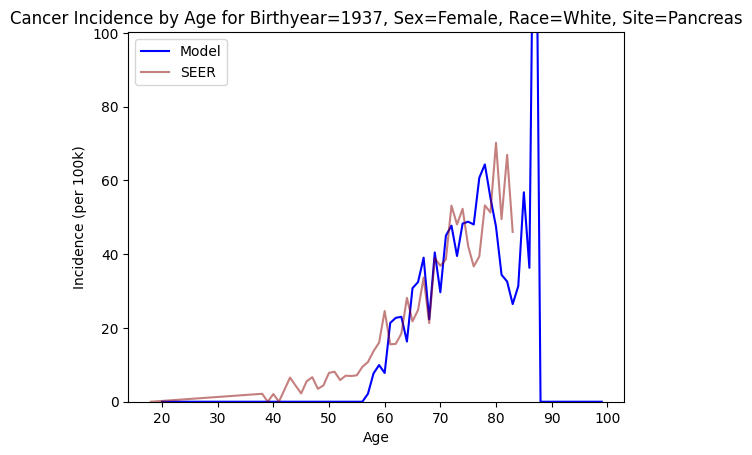 Cancer Incidence by Age for Birthyear=1937, Sex=Female, Race=White, Site=Pancreas
Model
SEER
100
80
60
40
20
0
Incidence (per 100k)
20 30 40 50 60 70 80 90 100
Age